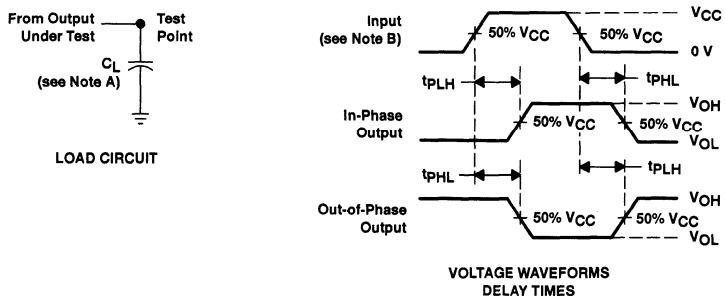 From Output
Under Test
Test
Point
CL
(see Note A)
LOAD CIRCUIT
Input
(see Note B)
50% VCC
50% VCC
VCC
0 V
tPLH
tPHL
In-Phase
Output
50% VCC
50% VCC
VOH
VOL
tPHL
tPLH
Out-of-Phase
Output
50% VCC
50% VCC
VOH
VOL
VOLTAGE WAVEFORMS
DELAY TIMES